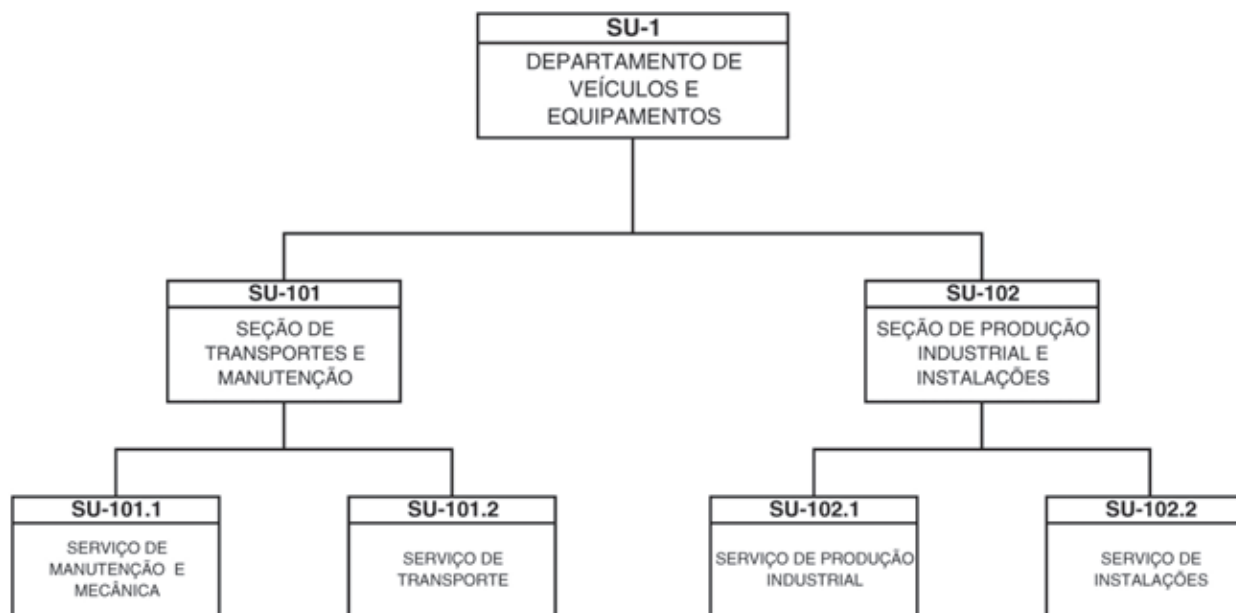 SU-1
DEPARTAMENTO DE
VEÍCULOS E
EQUIPAMENTOS
SU-101
SEÇÃO DE
TRANSPORTES E
MANUTENÇÃO
SU-102
SEÇÃO DE PRODUÇÃO
INDUSTRIAL E
INSTALAÇÕES
SU-101.1
SERVIÇO DE
MANUTENÇÃO E
MECÂNICA
SU-101.2
SERVIÇO DE
TRANSPORTE
SU-102.1
SERVIÇO DE PRODUÇÃO
INDUSTRIAL
SU-102.2
SERVIÇO DE
INSTALAÇÕES